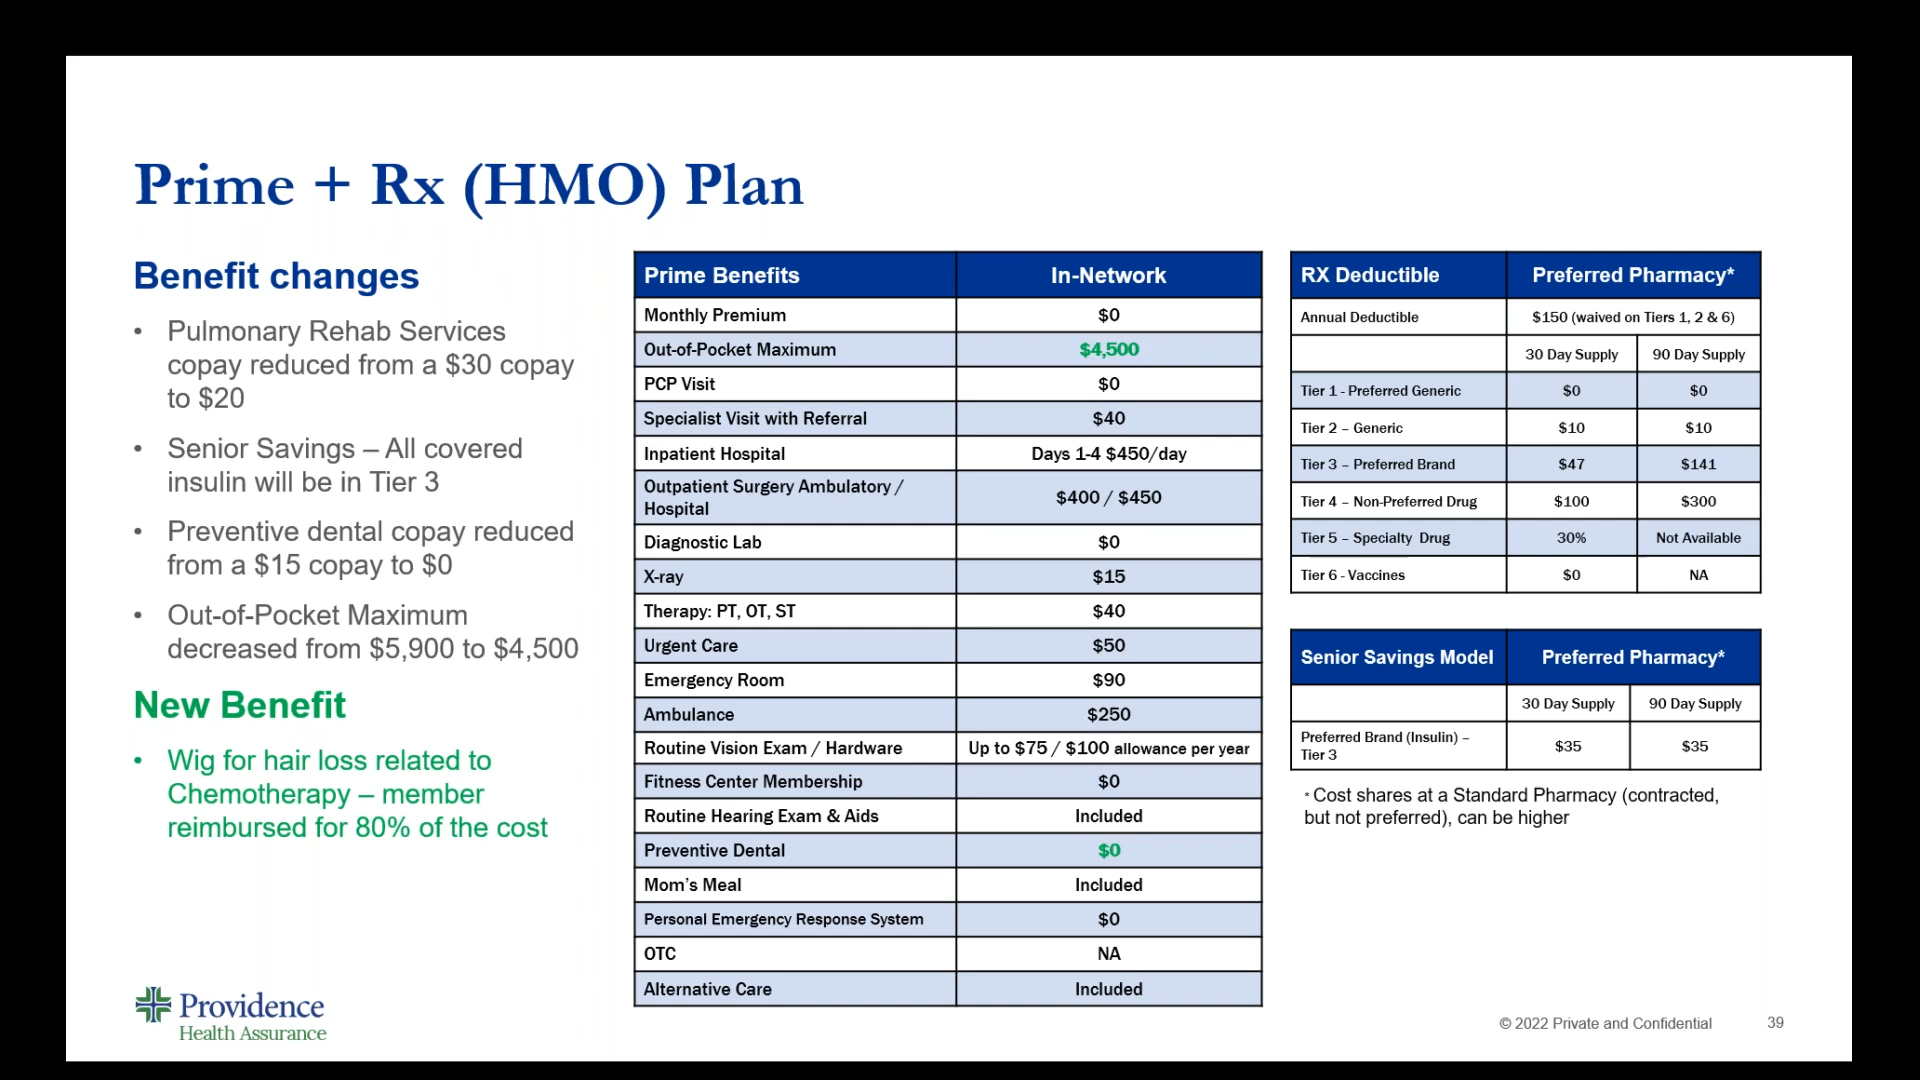 Prime + Rx (HMO) Plan
Benefit changes
• Pulmonary Rehab Services
copay reduced from a $30 copay
to $20
• Senior Savings – All covered
insulin will be in Tier 3
• Preventive dental copay reduced
from a $15 copay to $0
• Out-of-Pocket Maximum
decreased from $5,900 to $4,500
New Benefit
• Wig for hair loss related to
Chemotherapy – member
reimbursed for 80% of the cost
Prime Benefits In-Network
Monthly Premium $0
Out-of-Pocket Maximum $4,500
PCP Visit $0
Specialist Visit with Referral $40
Inpatient Hospital Days 1-4 $450/day
Outpatient Surgery Ambulatory /
Hospital $400 / $450
Diagnostic Lab $0
X-ray $15
Therapy: PT, OT, ST $40
Urgent Care $50
Emergency Room $90
Ambulance $250
Routine Vision Exam / Hardware Up to $75 / $100 allowance per year
Fitness Center Membership $0
Routine Hearing Exam & Aids Included
Preventive Dental $0
Mom's Meal Included
Personal Emergency Response System $0
OTC NA
Alternative Care Included
RX Deductible Preferred Pharmacy*
Annual Deductible $150 (waived on Tiers 1, 2 & 6)
30 Day Supply 90 Day Supply
Tier 1 - Preferred Generic $0 $0
Tier 2 – Generic $10 $10
Tier 3 – Preferred Brand $47 $141
Tier 4 – Non-Preferred Drug $100 $300
Tier 5 – Specialty Drug 30% Not Available
Tier 6 - Vaccines $0 NA
Senior Savings Model Preferred Pharmacy*
30 Day Supply 90 Day Supply
Preferred Brand (Insulin) –
Tier 3 $35 $35
* Cost shares at a Standard Pharmacy (contracted,
but not preferred), can be higher
Providence
Health Assurance
© 2022 Private and Confidential 39